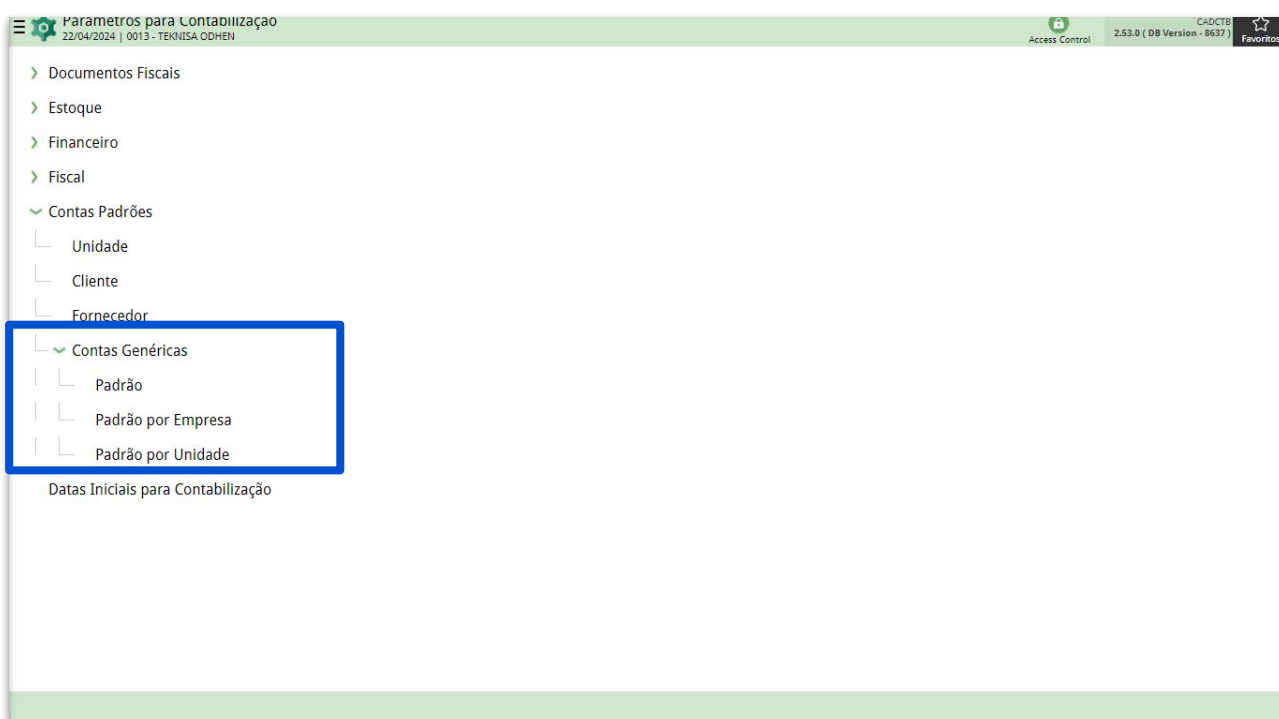 Parâmetros para Contabilização
22/04/2024 | 0013 - TEKNISA ODHEN
Access Control
CADCTB
2.53.0 ( DB Version - 8637 )
Favoritos
Documentos Fiscais
Estoque
Financeiro
Fiscal
Contas Padrões
Unidade
Cliente
Fornecedor
Contas Genéricas
Padrão
Padrão por Empresa
Padrão por Unidade
Datas Iniciais para Contabilização